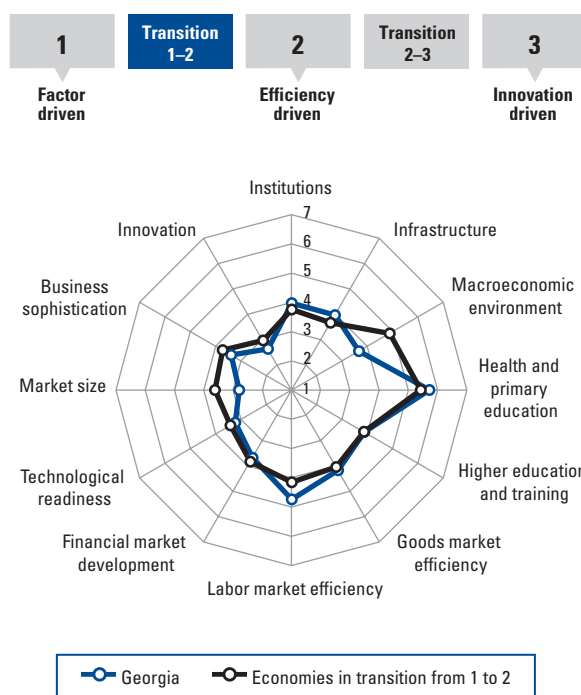 1
Transition
1–2
2
Transition
2–3
3
Factor
driven
Efficiency
driven
Innovation
driven
Institutions
7
Innovation
Infrastructure
6
5
Business
sophistication
Macroeconomic
environment
4
3
2
Market size
1
Health and
primary
education
Technological
readiness
Higher education
and training
Financial market
development
Goods market
efficiency
Labor market efficiency
Georgia
Economies in transition from 1 to 2